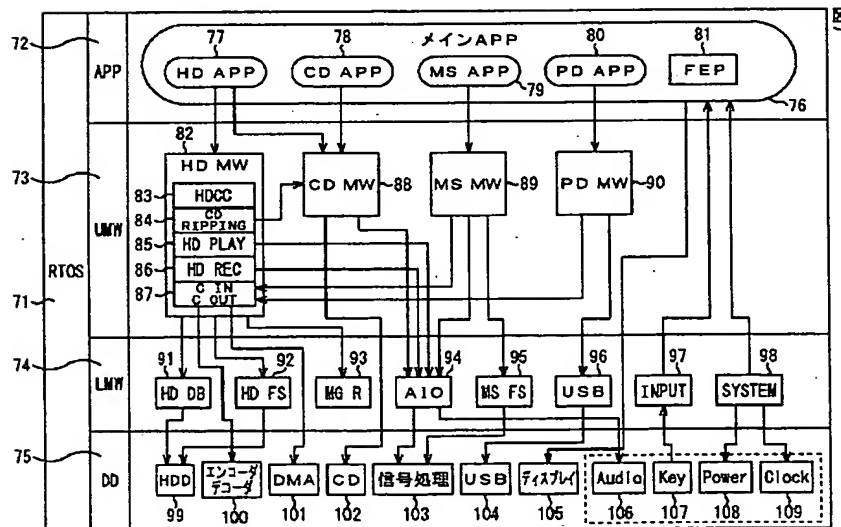 図
72
APP
メインAPP
77
78
80
81
HD APP
CD APP
MS APP
PD APP
FEP
79
76
73
UMW
82
HD MW
83
HDCC
84
CD
RIPPING
85
HD PLAY
86
HD REC
87
C IN
C OUT
CD MW
88
MS MW
89
PD MW
90
RTOS
71
74
LMW
91
92
93
94
95
96
97
98
HD DB
HD FS
MG R
AIO
MS FS
USB
INPUT
SYSTEM
75
DD
HDD
エンコーダ
デコーダ
DMA
CD
信号処理
USB
ディスプレイ
Audio
Key
Power
Clock
99
100
101
102
103
104
105
106
107
108
109